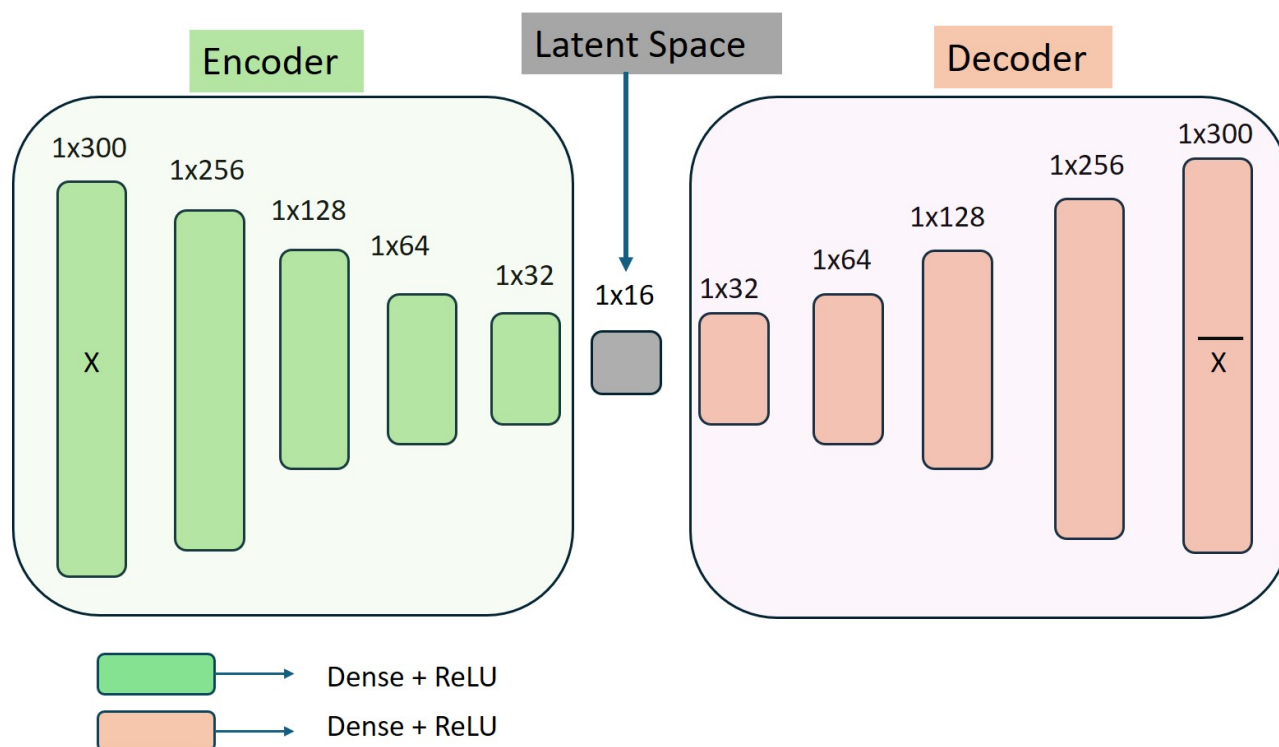 Encoder
Latent Space
Decoder
1x300
1x256
1x128
1x64
1x32
1x16
1x32
1x64
1x128
1x256
1x300
X
X̅
Dense + ReLU
Dense + ReLU